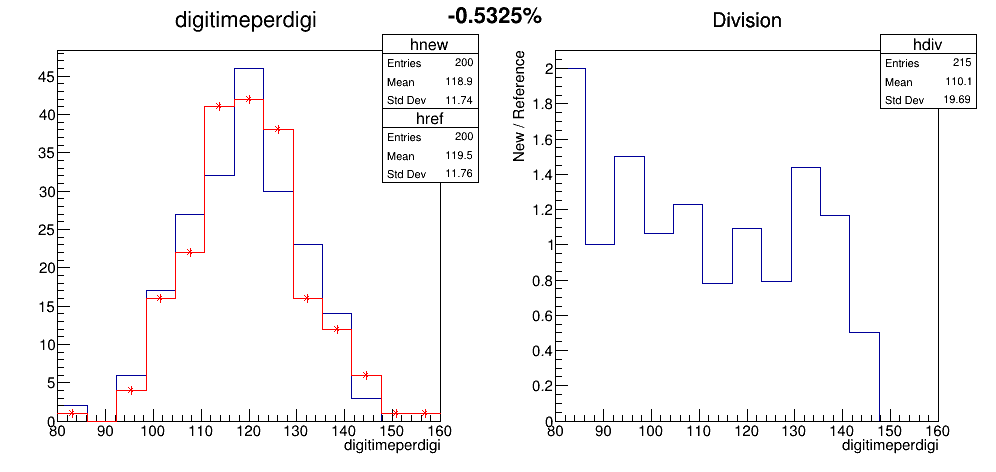 digitimeperdigi
-0.5325%
Division
hnew
Entries 200
Mean 118.9
Std Dev 11.74
href
Entries 200
Mean 119.5
Std Dev 11.76
45
40
35
30
25
20
15
10
5
0
80 90 100 110 120 130 140 150 160
digitimeperdigi
hdiv
Entries 215
Mean 110.1
Std Dev 19.69
New / Reference
2
1.8
1.6
1.4
1.2
1
0.8
0.6
0.4
0.2
0
80 90 100 110 120 130 140 150 160
digitimeperdigi